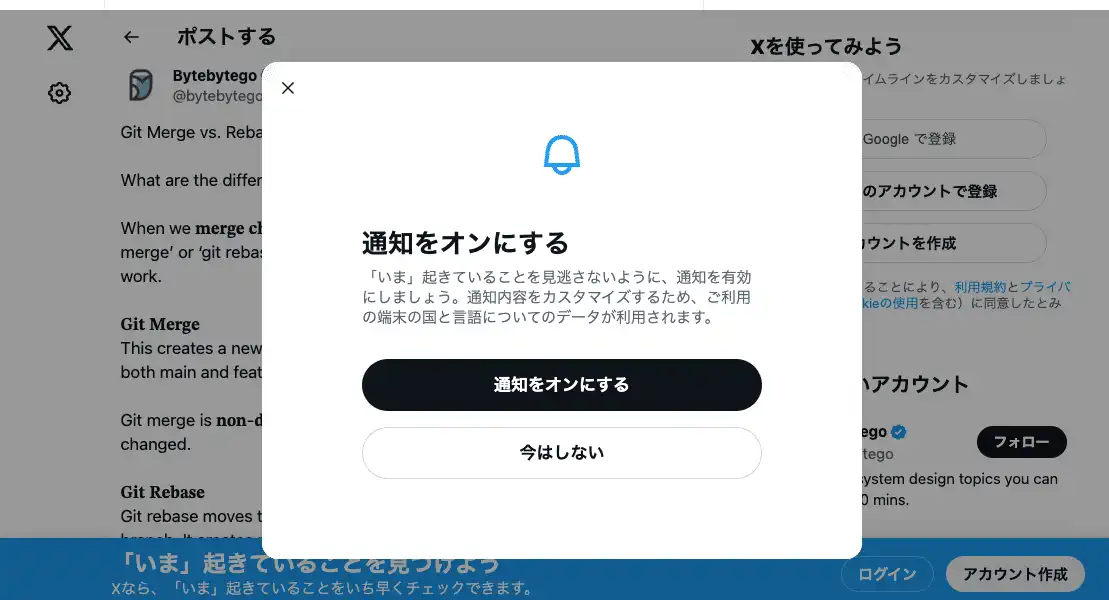 ポストする
Bytebytego
@bytebytego
Git Merge vs. Reba
What are the differ
When we merge ch
merge’ or ‘git rebas
work.
Git Merge
This creates a new
both main and feat
Git merge is non-d
changed.
Git Rebase
Git rebase moves t
通知をオンにする
「いま」起きていることを見逃さないように、通知を有効
にしましょう。通知内容をカスタマイズするため、ご利用
の端末の国と言語についてのデータが利用されます。
通知をオンにする
今はしない
Xを使ってみよう
イムラインをカスタマイズしましょ
Google で登録
のアカウントで登録
カウントを作成
ることにより、利用規約とプライバ
kieの使用を含む）に同意したとみ
いアカウント
ego
tego
フォロー
ystem design topics you can
0 mins.
「いま」起きていることを見つけよう
Xなら、「いま」起きていることをいち早くチェックできます。
ログイン
アカウント作成